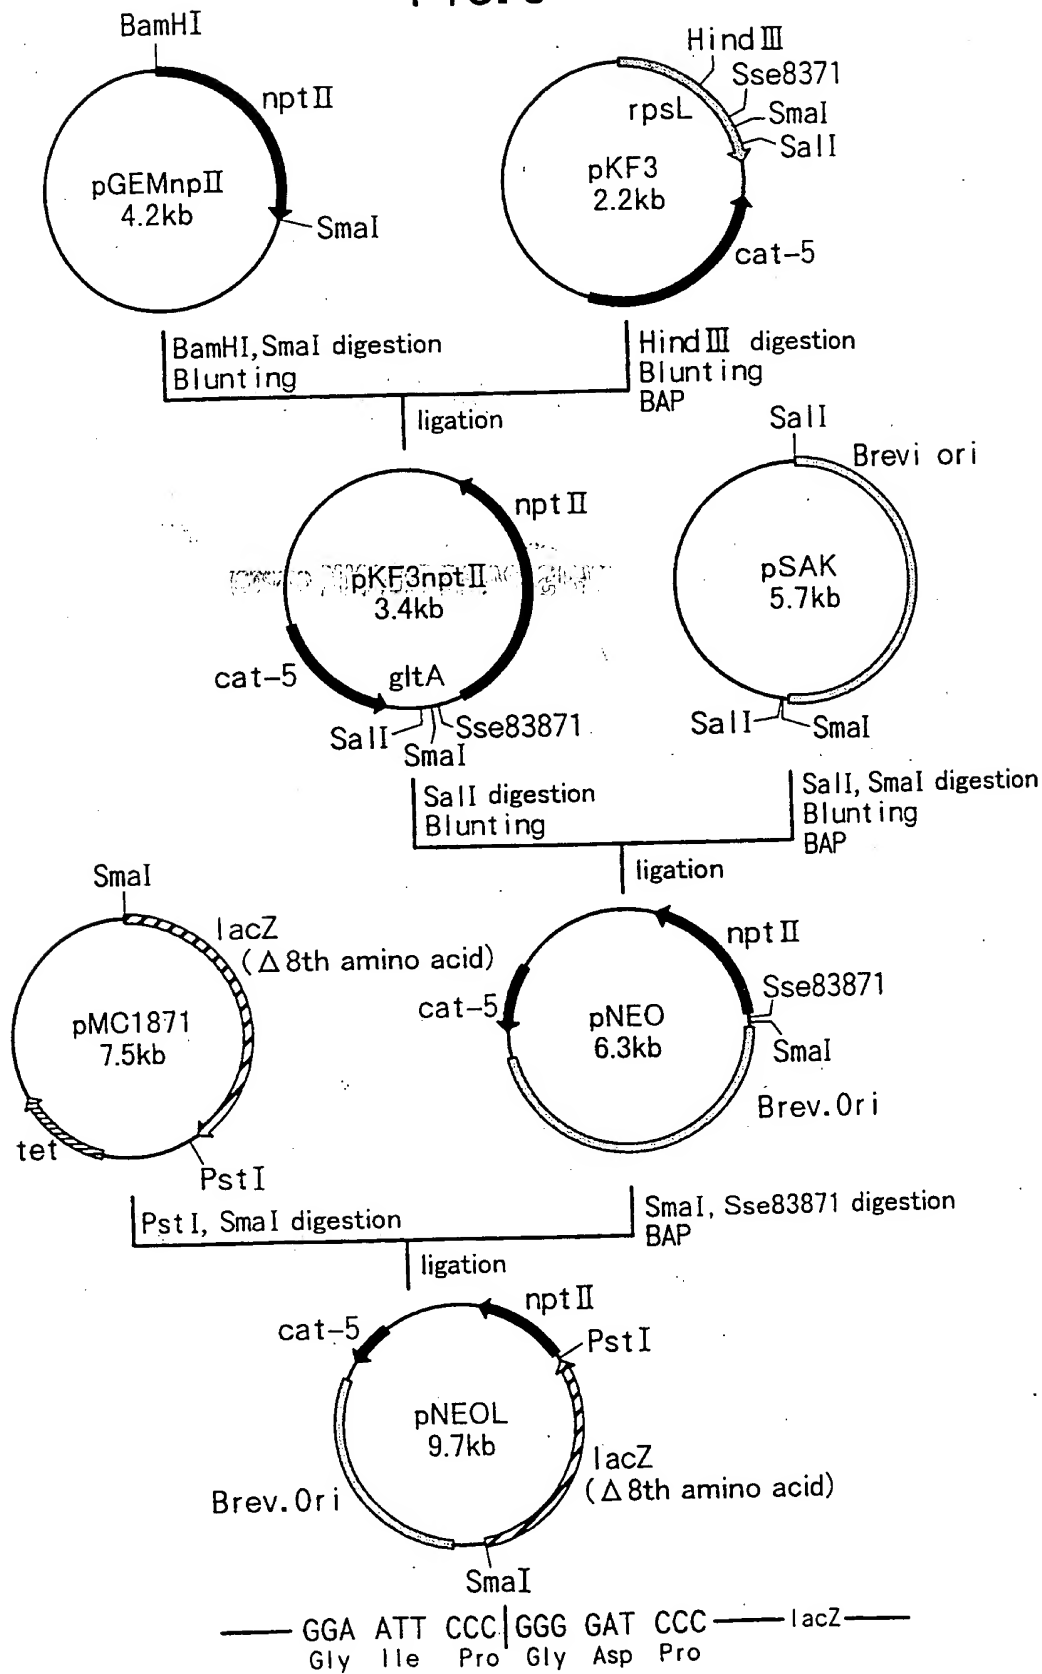 BamHI
nptⅡ
pGEMnpⅡ
4.2kb
SmaI
HindⅢ
Sse8371
rpsL
SmaI
SalI
pKF3
2.2kb
cat-5
BamHI, SmaI digestion
Blunting
HindⅢ digestion
Blunting
BAP
ligation
nptⅡ
pKF3nptⅡ
3.4kb
cat-5
gltA
SalI
SmaI
Sse83871
SalI
Brevi ori
pSAK
5.7kb
SalI
SmaI
SalI digestion
Blunting
SalI, SmaI digestion
Blunting
BAP
ligation
SmaI
lacZ
(Δ8th amino acid)
pMC1871
7.5kb
tet
PstI
nptⅡ
cat-5
Sse83871
pNEO
6.3kb
SmaI
Brev.Ori
PstI, SmaI digestion
SmaI, Sse83871 digestion
BAP
ligation
nptⅡ
cat-5
PstI
pNEOL
9.7kb
lacZ
(Δ8th amino acid)
Brev.Ori
SmaI
GGA ATT CCC|GGG GAT CCC lacZ
Gly Ile Pro Gly Asp Pro